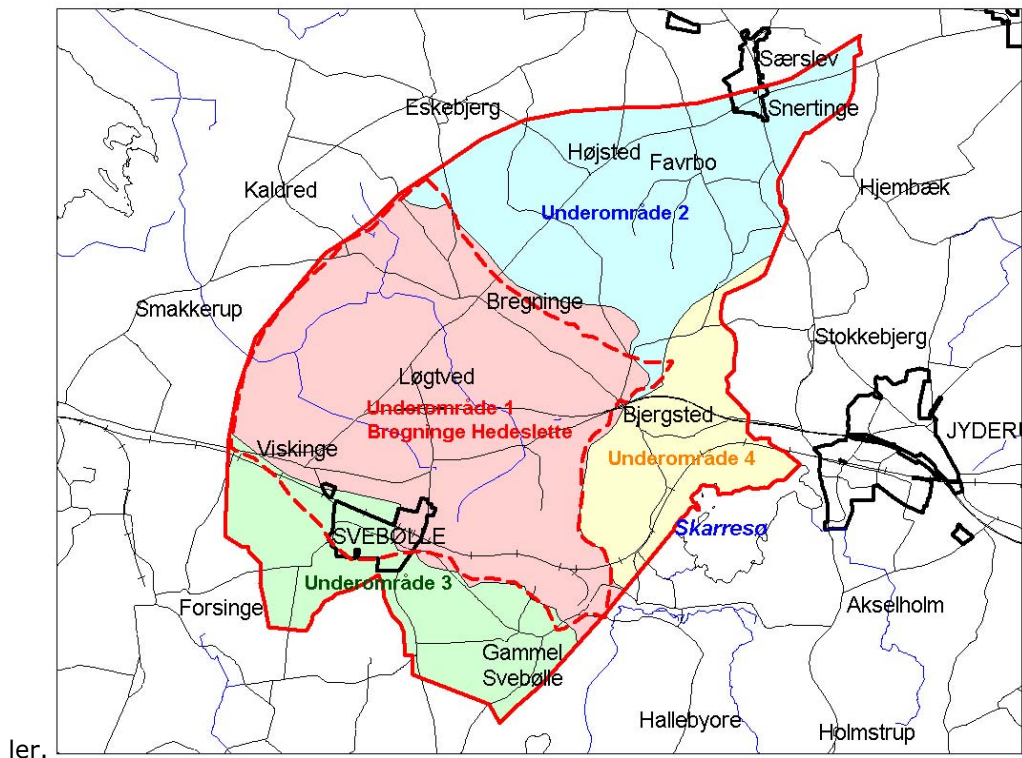 Særslev
Snertinge
Eskebjerg
Højsted
Favrbo
Hjembæk
Kaldred
Underområde 2
Bregninge
Smakkerup
Stokkebjerg
Løgtved
Underområde 1
Bregninge Hedeslette
Bjergsted
JYDERU
Viskinge
Underområde 4
SVEBØLLE
Skarresø
Underområde 3
Forsinge
Akselholm
Gammel
Svebølle
Hallebyore
Holmstrup
ler.